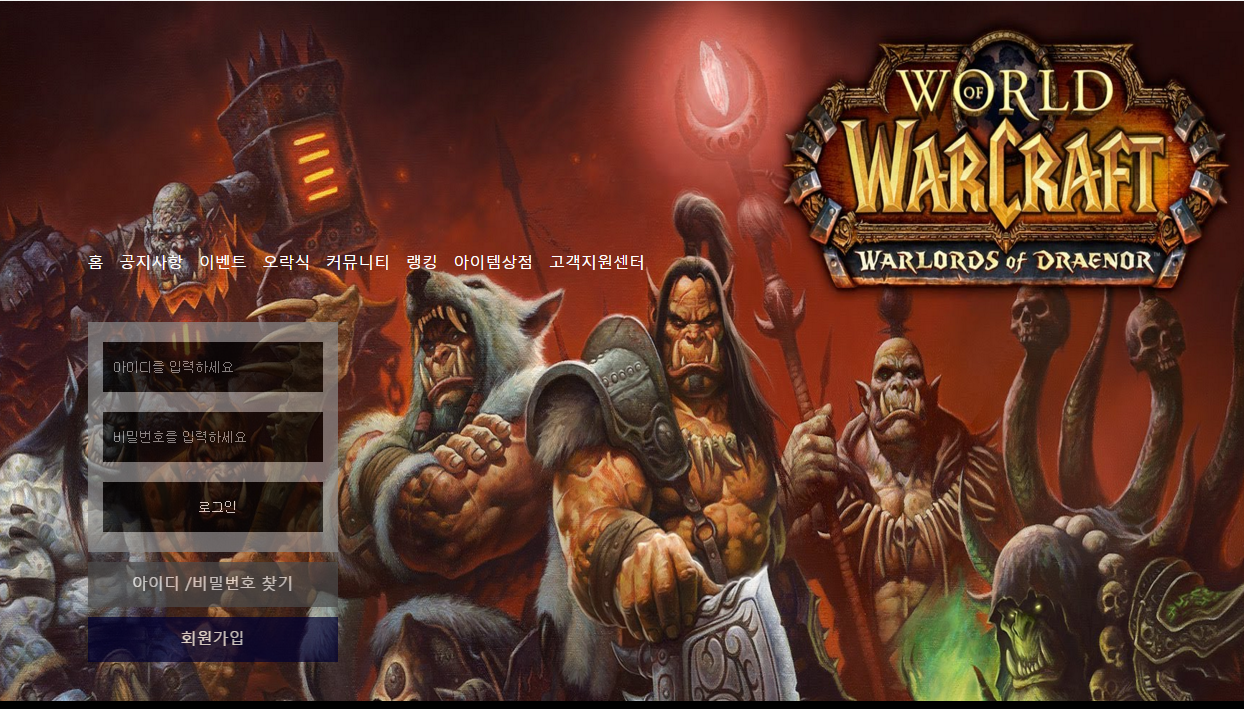 WORLD
OF
WARCRAFT
WARLORDS OF DRAENOR™
홈 공지사항 이벤트 오락식 커뮤니티 랭킹 아이템상점 고객지원센터
아이디를 입력하세요
비밀번호를 입력하세요
로그인
아이디 /비밀번호 찾기
회원가입